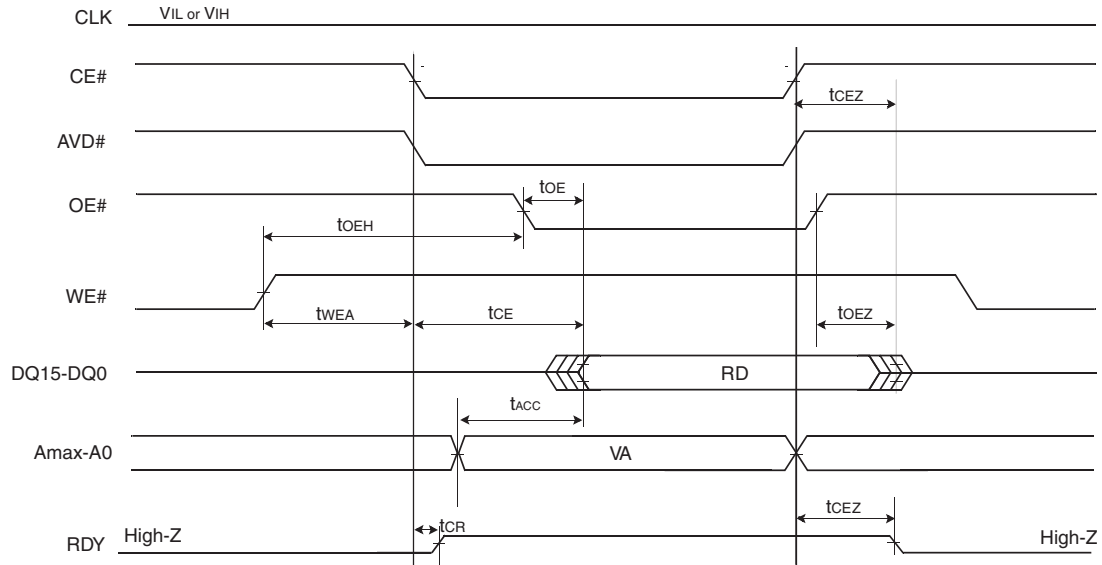 CLK VIL or VIH
CE#
tCEZ
AVD#
OE# tOE
tOEH
WE#
tWEA tCE tOEZ
DQ15-DQ0 RD
tACC
Amax-A0 VA
tCR tCEZ
RDY High-Z High-Z